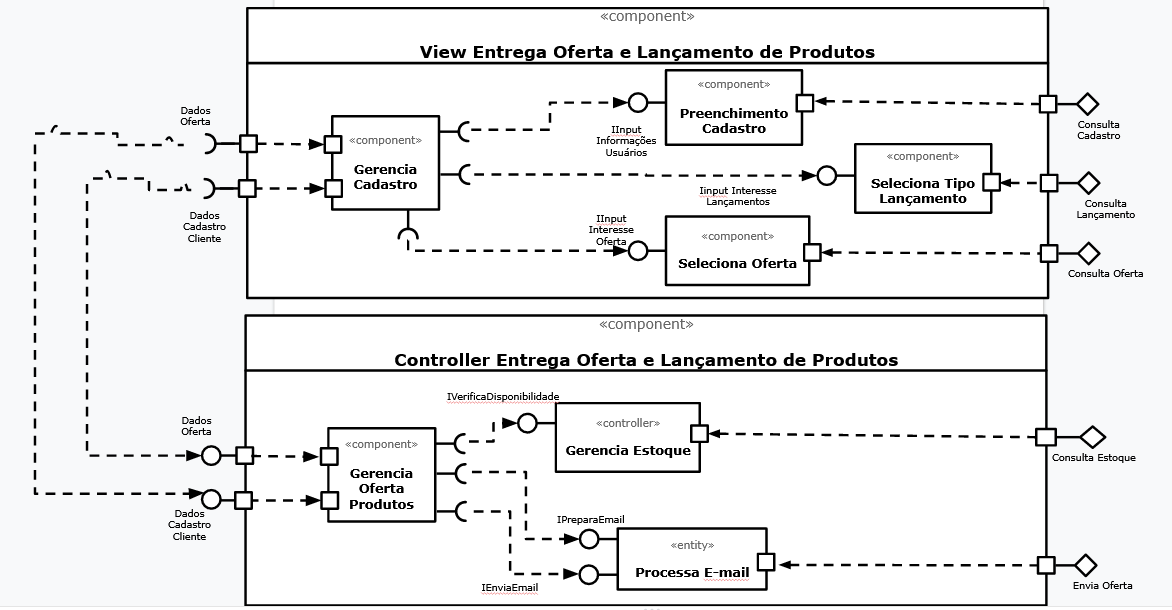 «component»
View Entrega Oferta e Lançamento de Produtos
Dados
Oferta
«component»
Gerencia
Cadastro
Dados
Cadastro
Cliente
IInput
Informações
Usuários
«component»
Preenchimento
Cadastro
Consulta
Cadastro
Iinput Interesse
Lançamentos
«component»
Seleciona Tipo
Lançamento
Consulta
Lançamento
IInput
Interesse
Oferta
«component»
Seleciona Oferta
Consulta Oferta
«component»
Controller Entrega Oferta e Lançamento de Produtos
Dados
Oferta
Dados
Cadastro
Cliente
«component»
Gerencia
Oferta
Produtos
IVerificaDisponibilidade
«controller»
Gerencia Estoque
Consulta Estoque
IPreparaEmail
IEnviaEmail
«entity»
Processa E-mail
Envia Oferta